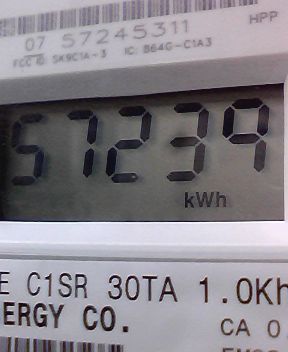 07 57245311
HPP
FCC ID: SK9C1A-3 IC: 864G-C1A3
57239
kWh
E C1SR 30TA 1.0Kh
ERGY CO.
CA 0.